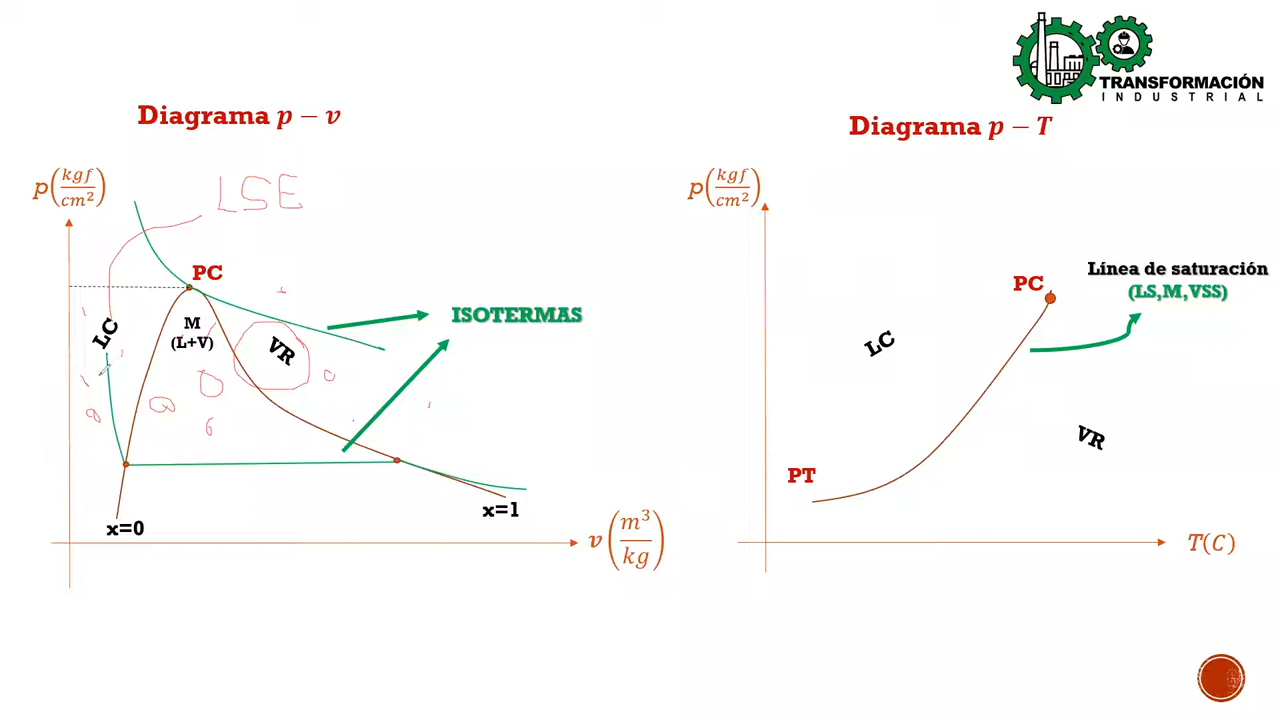 TRANSFORMACIÓN
INDUSTRIAL
Diagrama p − v
Diagrama p − T
p(kgf/cm²)
LSE
p(kgf/cm²)
PC
LC
M
(L+V)
VR
ISOTERMAS
x=0
x=1
v(m³/kg)
PC
Línea de saturación
(LS,M,VSS)
LC
VR
PT
T(C)